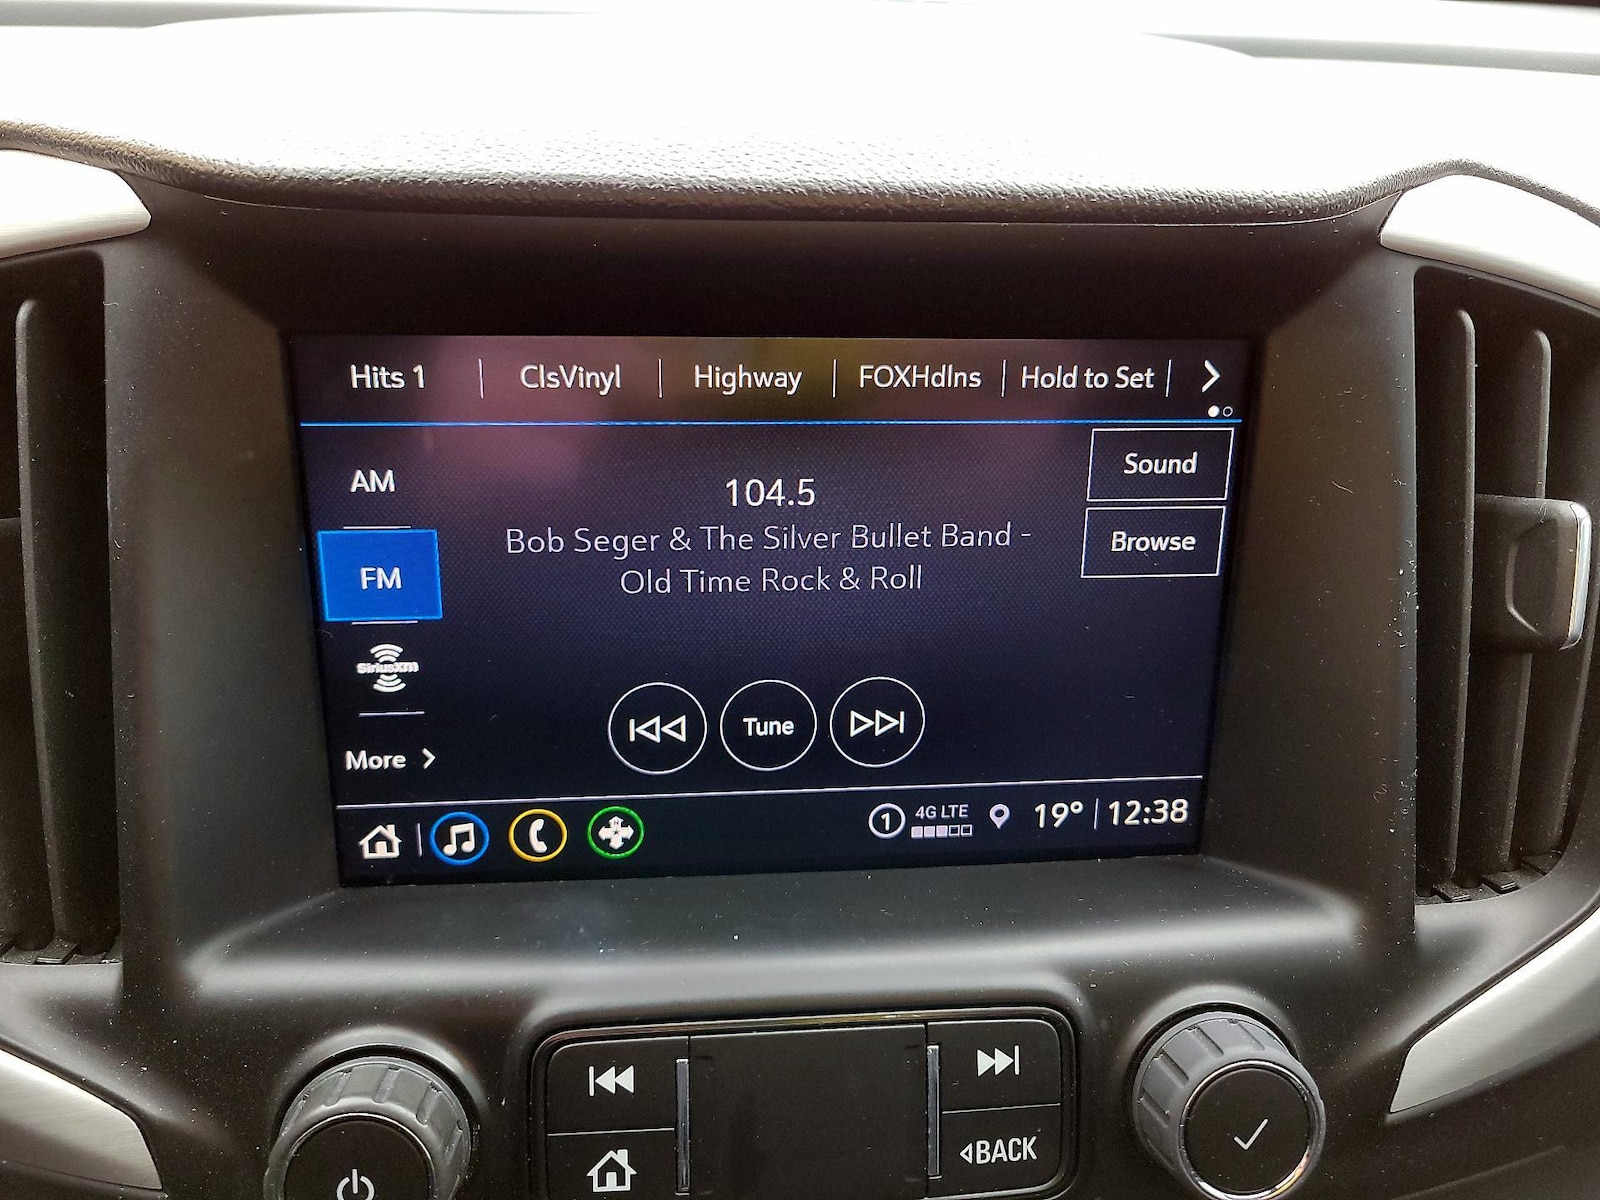 Hits 1 ClsVinyl Highway FOXHdlns Hold to Set
AM
104.5
Sound
Bob Seger & The Silver Bullet Band -
Old Time Rock & Roll
Browse
FM
SiriusXm
Tune
More
1 4G LTE 19° 12:38
BACK